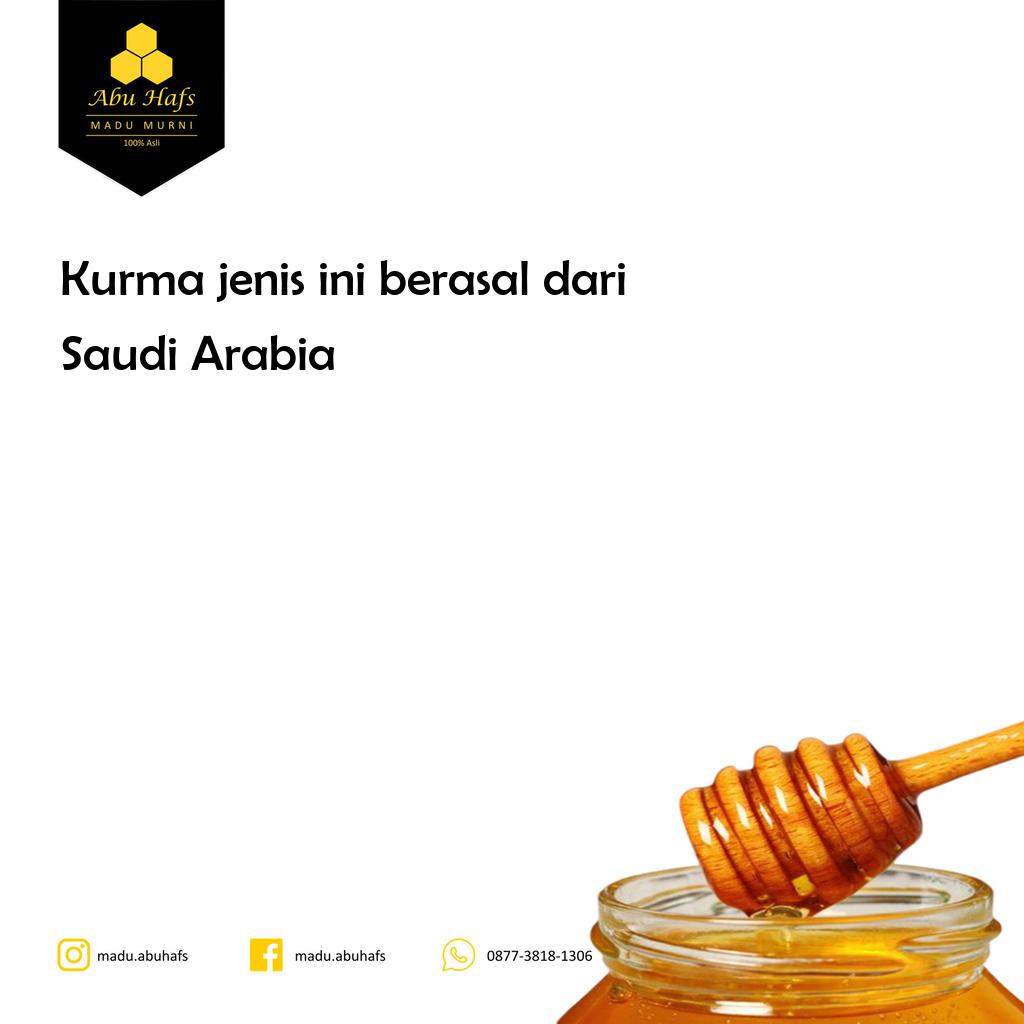 Abu Hafs
MADU MURNI
100% Asli
Kurma jenis ini berasal dari
Saudi Arabia
madu.abuhafs
madu.abuhafs
0877-3818-1306